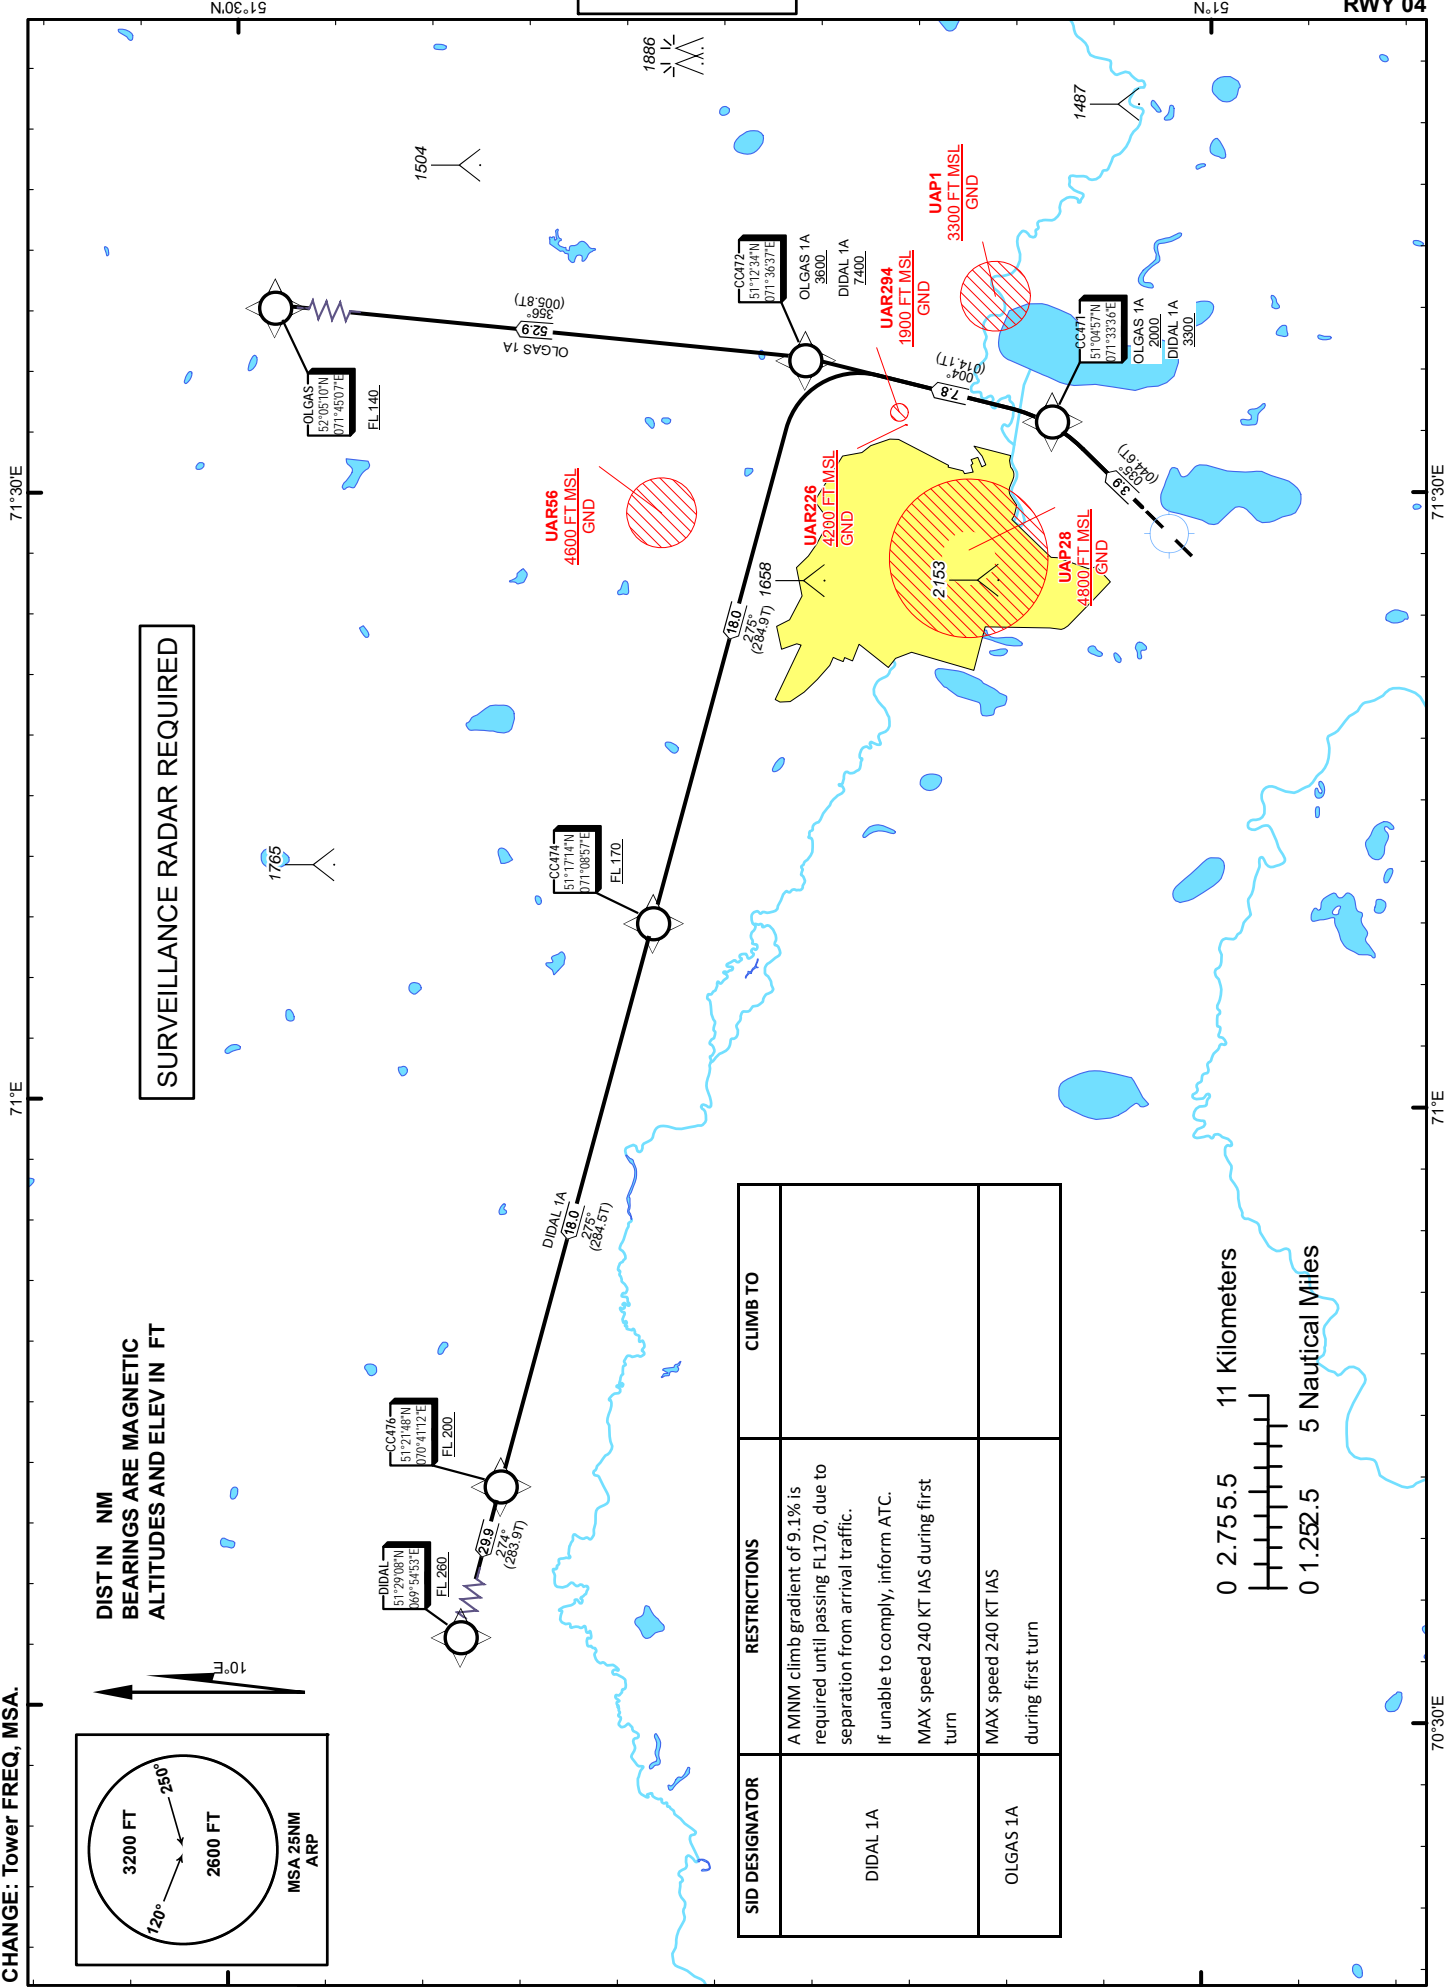 CHANGE: Tower FREQ, MSA.
RWY 04
71°E
71°30'E
51°30'N
51°N
70°30'E
71°E
71°30'E
120°
250°
3200 FT
2600 FT
MSA 25NM
ARP
10°E
DIST IN NM
BEARINGS ARE MAGNETIC
ALTITUDES AND ELEV IN FT
SURVEILLANCE RADAR REQUIRED
DIDAL
51°29'08"N
069°54'53"E
FL 260
29.9
274°
(283.9T)
CC476
51°21'48"N
070°41'12"E
FL 200
DIDAL 1A
18.0
275°
(284.5T)
CC474
51°17'14"N
071°08'57"E
FL 170
18.0
275°
(284.9T)
OLGAS
52°05'10"N
071°45'07"E
FL 140
OLGAS 1A
52.9
356°
(005.8T)
CC472
51°12'34"N
071°36'37"E
OLGAS 1A
3600
DIDAL 1A
7400
7.8
004°
(014.1T)
CC471
51°04'57"N
071°33'36"E
OLGAS 1A
2000
DIDAL 1A
3300
3.9
035°
(044.6T)
1765
1504
1886
1487
1658
2153
UAR56
4600 FT MSL
GND
UAR226
4200 FT MSL
GND
UAR294
1900 FT MSL
GND
UAP1
3300 FT MSL
GND
UAP28
4800 FT MSL
GND
SID DESIGNATOR
RESTRICTIONS
CLIMB TO
DIDAL 1A
A MNM climb gradient of 9.1% is
required until passing FL170, due to
separation from arrival traffic.
If unable to comply, inform ATC.
MAX speed 240 KT IAS during first
turn
OLGAS 1A
MAX speed 240 KT IAS
during first turn
0 2.75 5.5 11 Kilometers
0 1.25 2.5 5 Nautical Miles